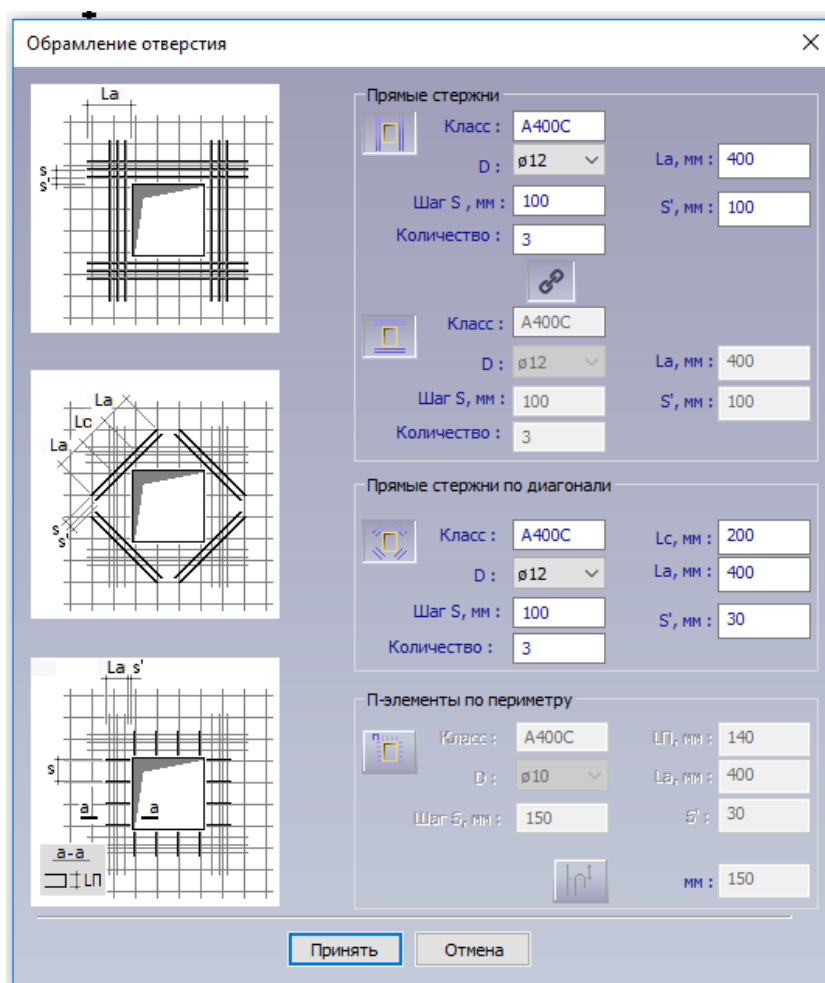 Обрамление отверстия
La
s
s'
La
Lc
La
s
s'
La s'
s
a a
a-a
LП
Прямые стержни
Класс : A400C
D : ø12
La, мм : 400
Шаг S , мм : 100
S', мм : 100
Количество : 3
Класс : A400C
D : ø12
La, мм : 400
Шаг S, мм : 100
S', мм : 100
Количество : 3
Прямые стержни по диагонали
Класс : A400C
Lc, мм : 200
D : ø12
La, мм : 400
Шаг S, мм : 100
S', мм : 30
Количество : 3
П-элементы по периметру
Класс : A400C
LП, мм : 140
D : ø10
La, мм : 400
Шаг S, мм : 150
S' : 30
мм : 150
Принять
Отмена